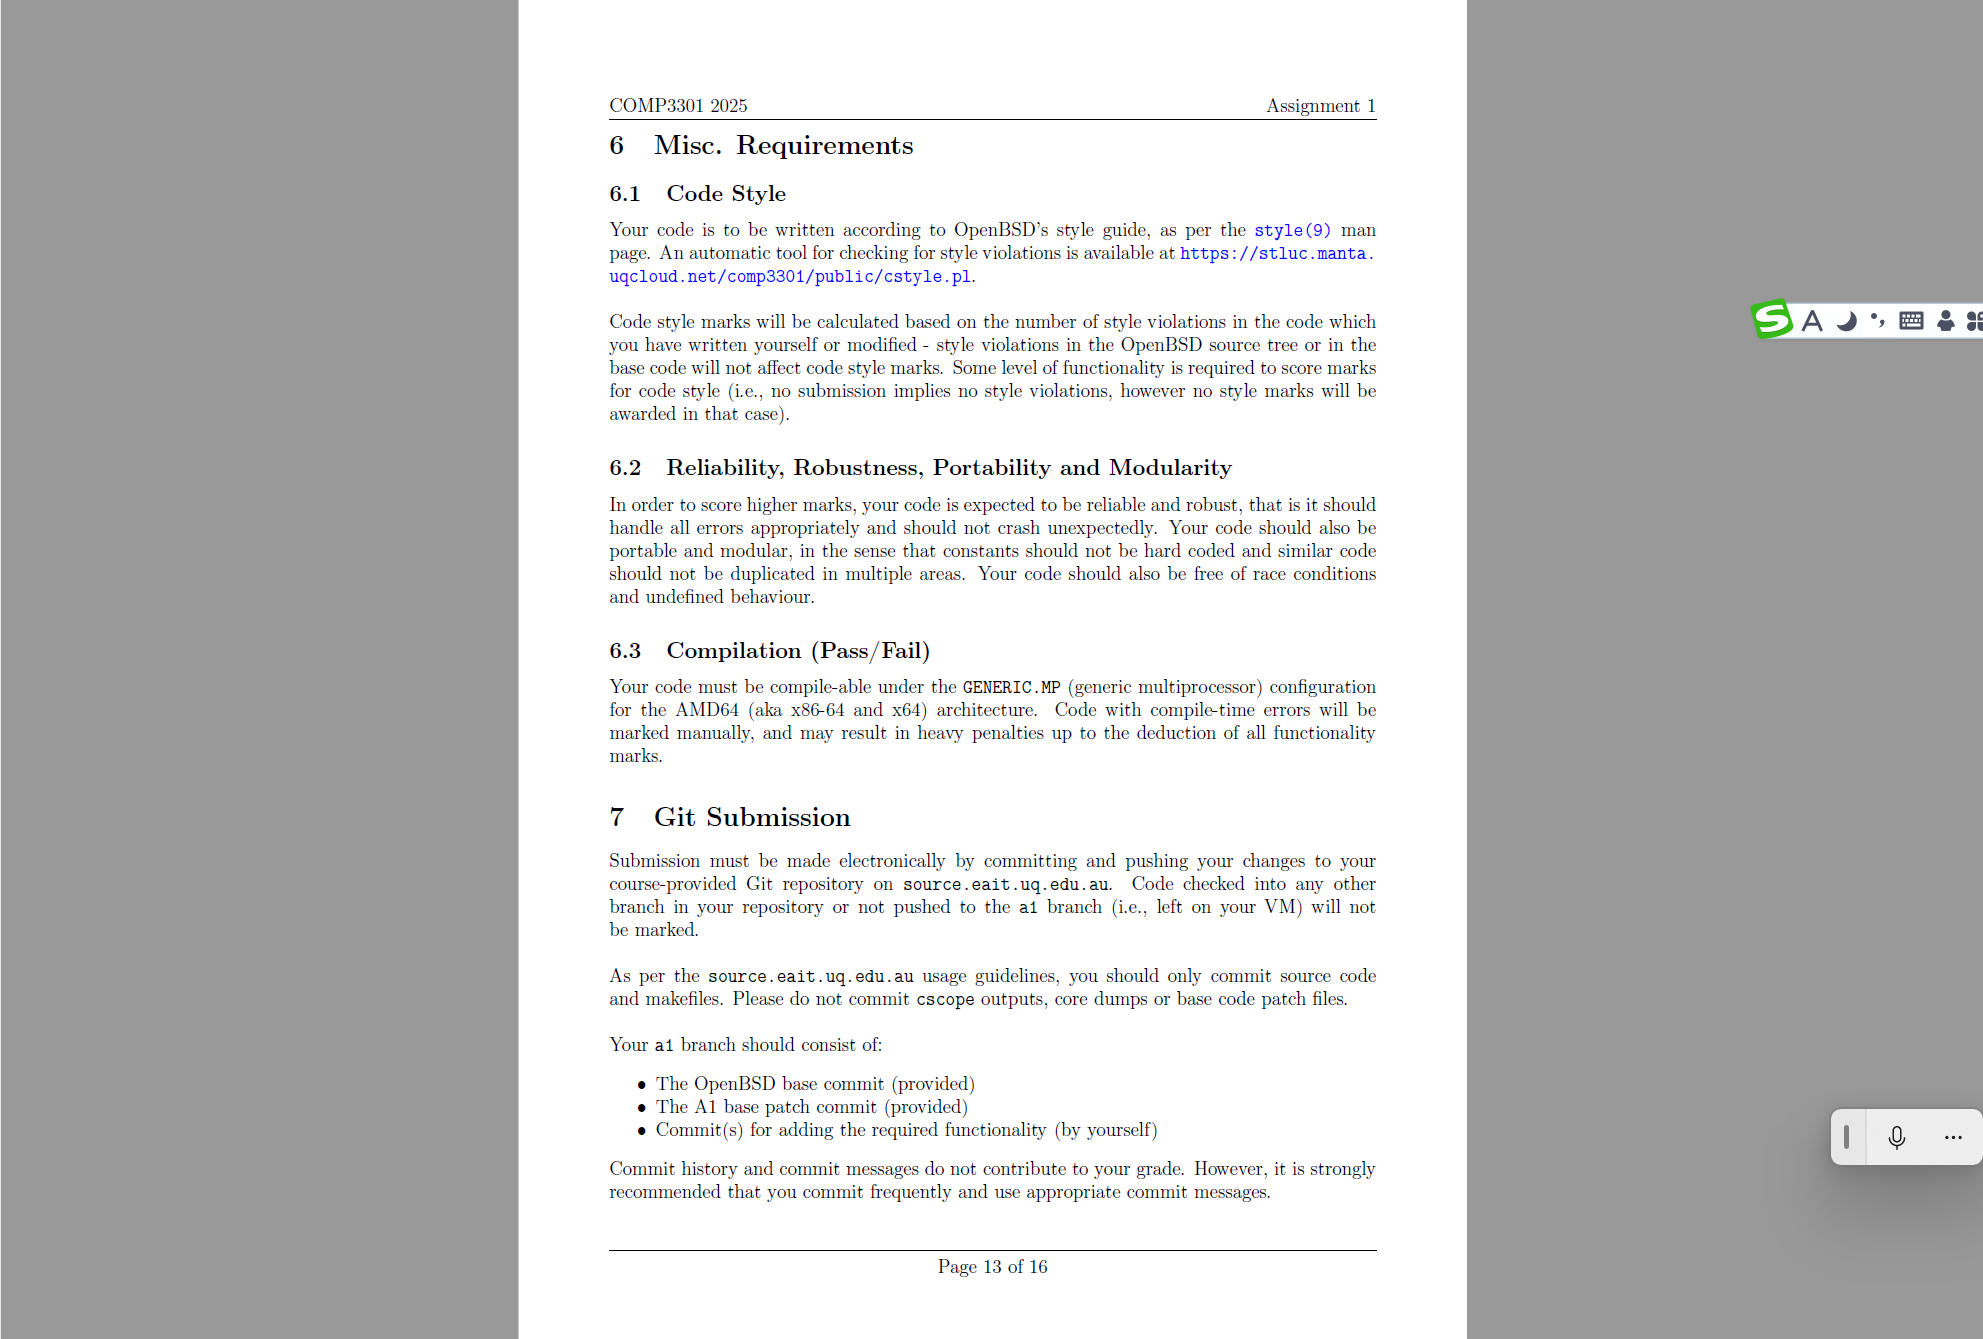 COMP3301 2025
Assignment 1
6 Misc. Requirements
6.1 Code Style
Your code is to be written according to OpenBSD's style guide, as per the style(9) man
page. An automatic tool for checking for style violations is available at https://stluc.manta.
uqcloud.net/comp3301/public/cstyle.pl.
Code style marks will be calculated based on the number of style violations in the code which
you have written yourself or modified - style violations in the OpenBSD source tree or in the
base code will not affect code style marks. Some level of functionality is required to score marks
for code style (i.e., no submission implies no style violations, however no style marks will be
awarded in that case).
6.2 Reliability, Robustness, Portability and Modularity
In order to score higher marks, your code is expected to be reliable and robust, that is it should
handle all errors appropriately and should not crash unexpectedly. Your code should also be
portable and modular, in the sense that constants should not be hard coded and similar code
should not be duplicated in multiple areas. Your code should also be free of race conditions
and undefined behaviour.
6.3 Compilation (Pass/Fail)
Your code must be compile-able under the GENERIC.MP (generic multiprocessor) configuration
for the AMD64 (aka x86-64 and x64) architecture. Code with compile-time errors will be
marked manually, and may result in heavy penalties up to the deduction of all functionality
marks.
7 Git Submission
Submission must be made electronically by committing and pushing your changes to your
course-provided Git repository on source.eait.uq.edu.au. Code checked into any other
branch in your repository or not pushed to the a1 branch (i.e., left on your VM) will not
be marked.
As per the source.eait.uq.edu.au usage guidelines, you should only commit source code
and makefiles. Please do not commit cscope outputs, core dumps or base code patch files.
Your a1 branch should consist of:
• The OpenBSD base commit (provided)
• The A1 base patch commit (provided)
• Commit(s) for adding the required functionality (by yourself)
Commit history and commit messages do not contribute to your grade. However, it is strongly
recommended that you commit frequently and use appropriate commit messages.
Page 13 of 16
S A